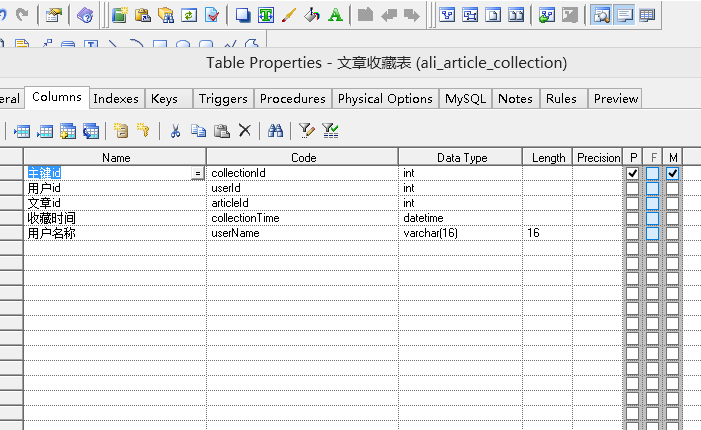 Table Properties - 文章收藏表 (ali_article_collection)
eral Columns Indexes Keys Triggers Procedures Physical Options MySQL Notes Rules Preview
Name Code Data Type Length Precision P F M
主键id = collectionId int
用户id userId int
文章id articleId int
收藏时间 collectionTime datetime
用户名称 userName varchar(16) 16